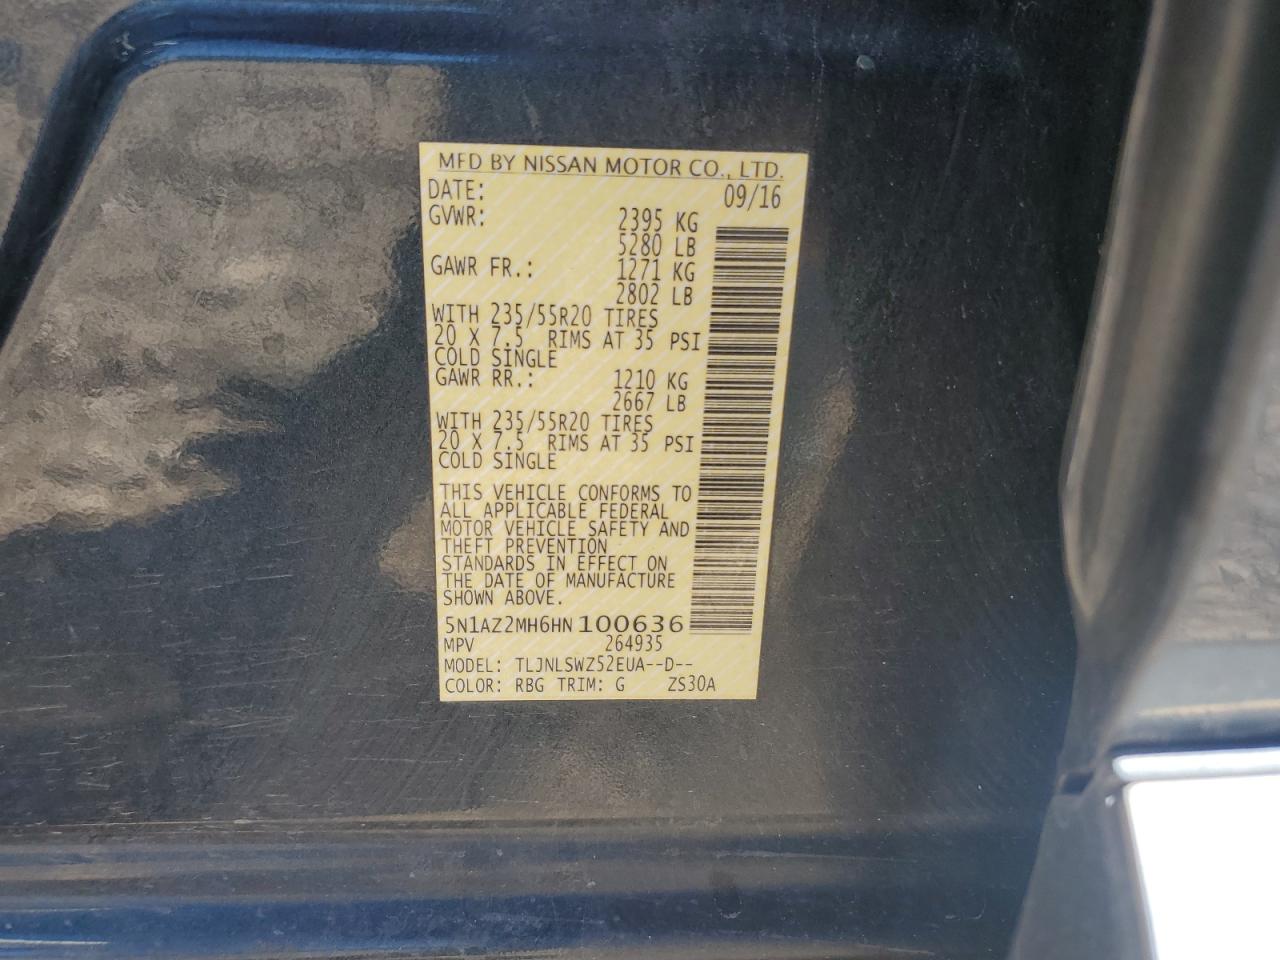 MFD BY NISSAN MOTOR CO., LTD.
DATE: 09/16
GVWR: 2395 KG
5280 LB
GAWR FR.: 1271 KG
2802 LB
WITH 235/55R20 TIRES
20 X 7.5 RIMS AT 35 PSI
COLD SINGLE
GAWR RR.: 1210 KG
2667 LB
WITH 235/55R20 TIRES
20 X 7.5 RIMS AT 35 PSI
COLD SINGLE
THIS VEHICLE CONFORMS TO
ALL APPLICABLE FEDERAL
MOTOR VEHICLE SAFETY AND
THEFT PREVENTION
STANDARDS IN EFFECT ON
THE DATE OF MANUFACTURE
SHOWN ABOVE.
5N1AZ2MH6HN100636
MPV 264935
MODEL: TLJNLSWZ52EUA--D--
COLOR: RBG TRIM: G ZS30A